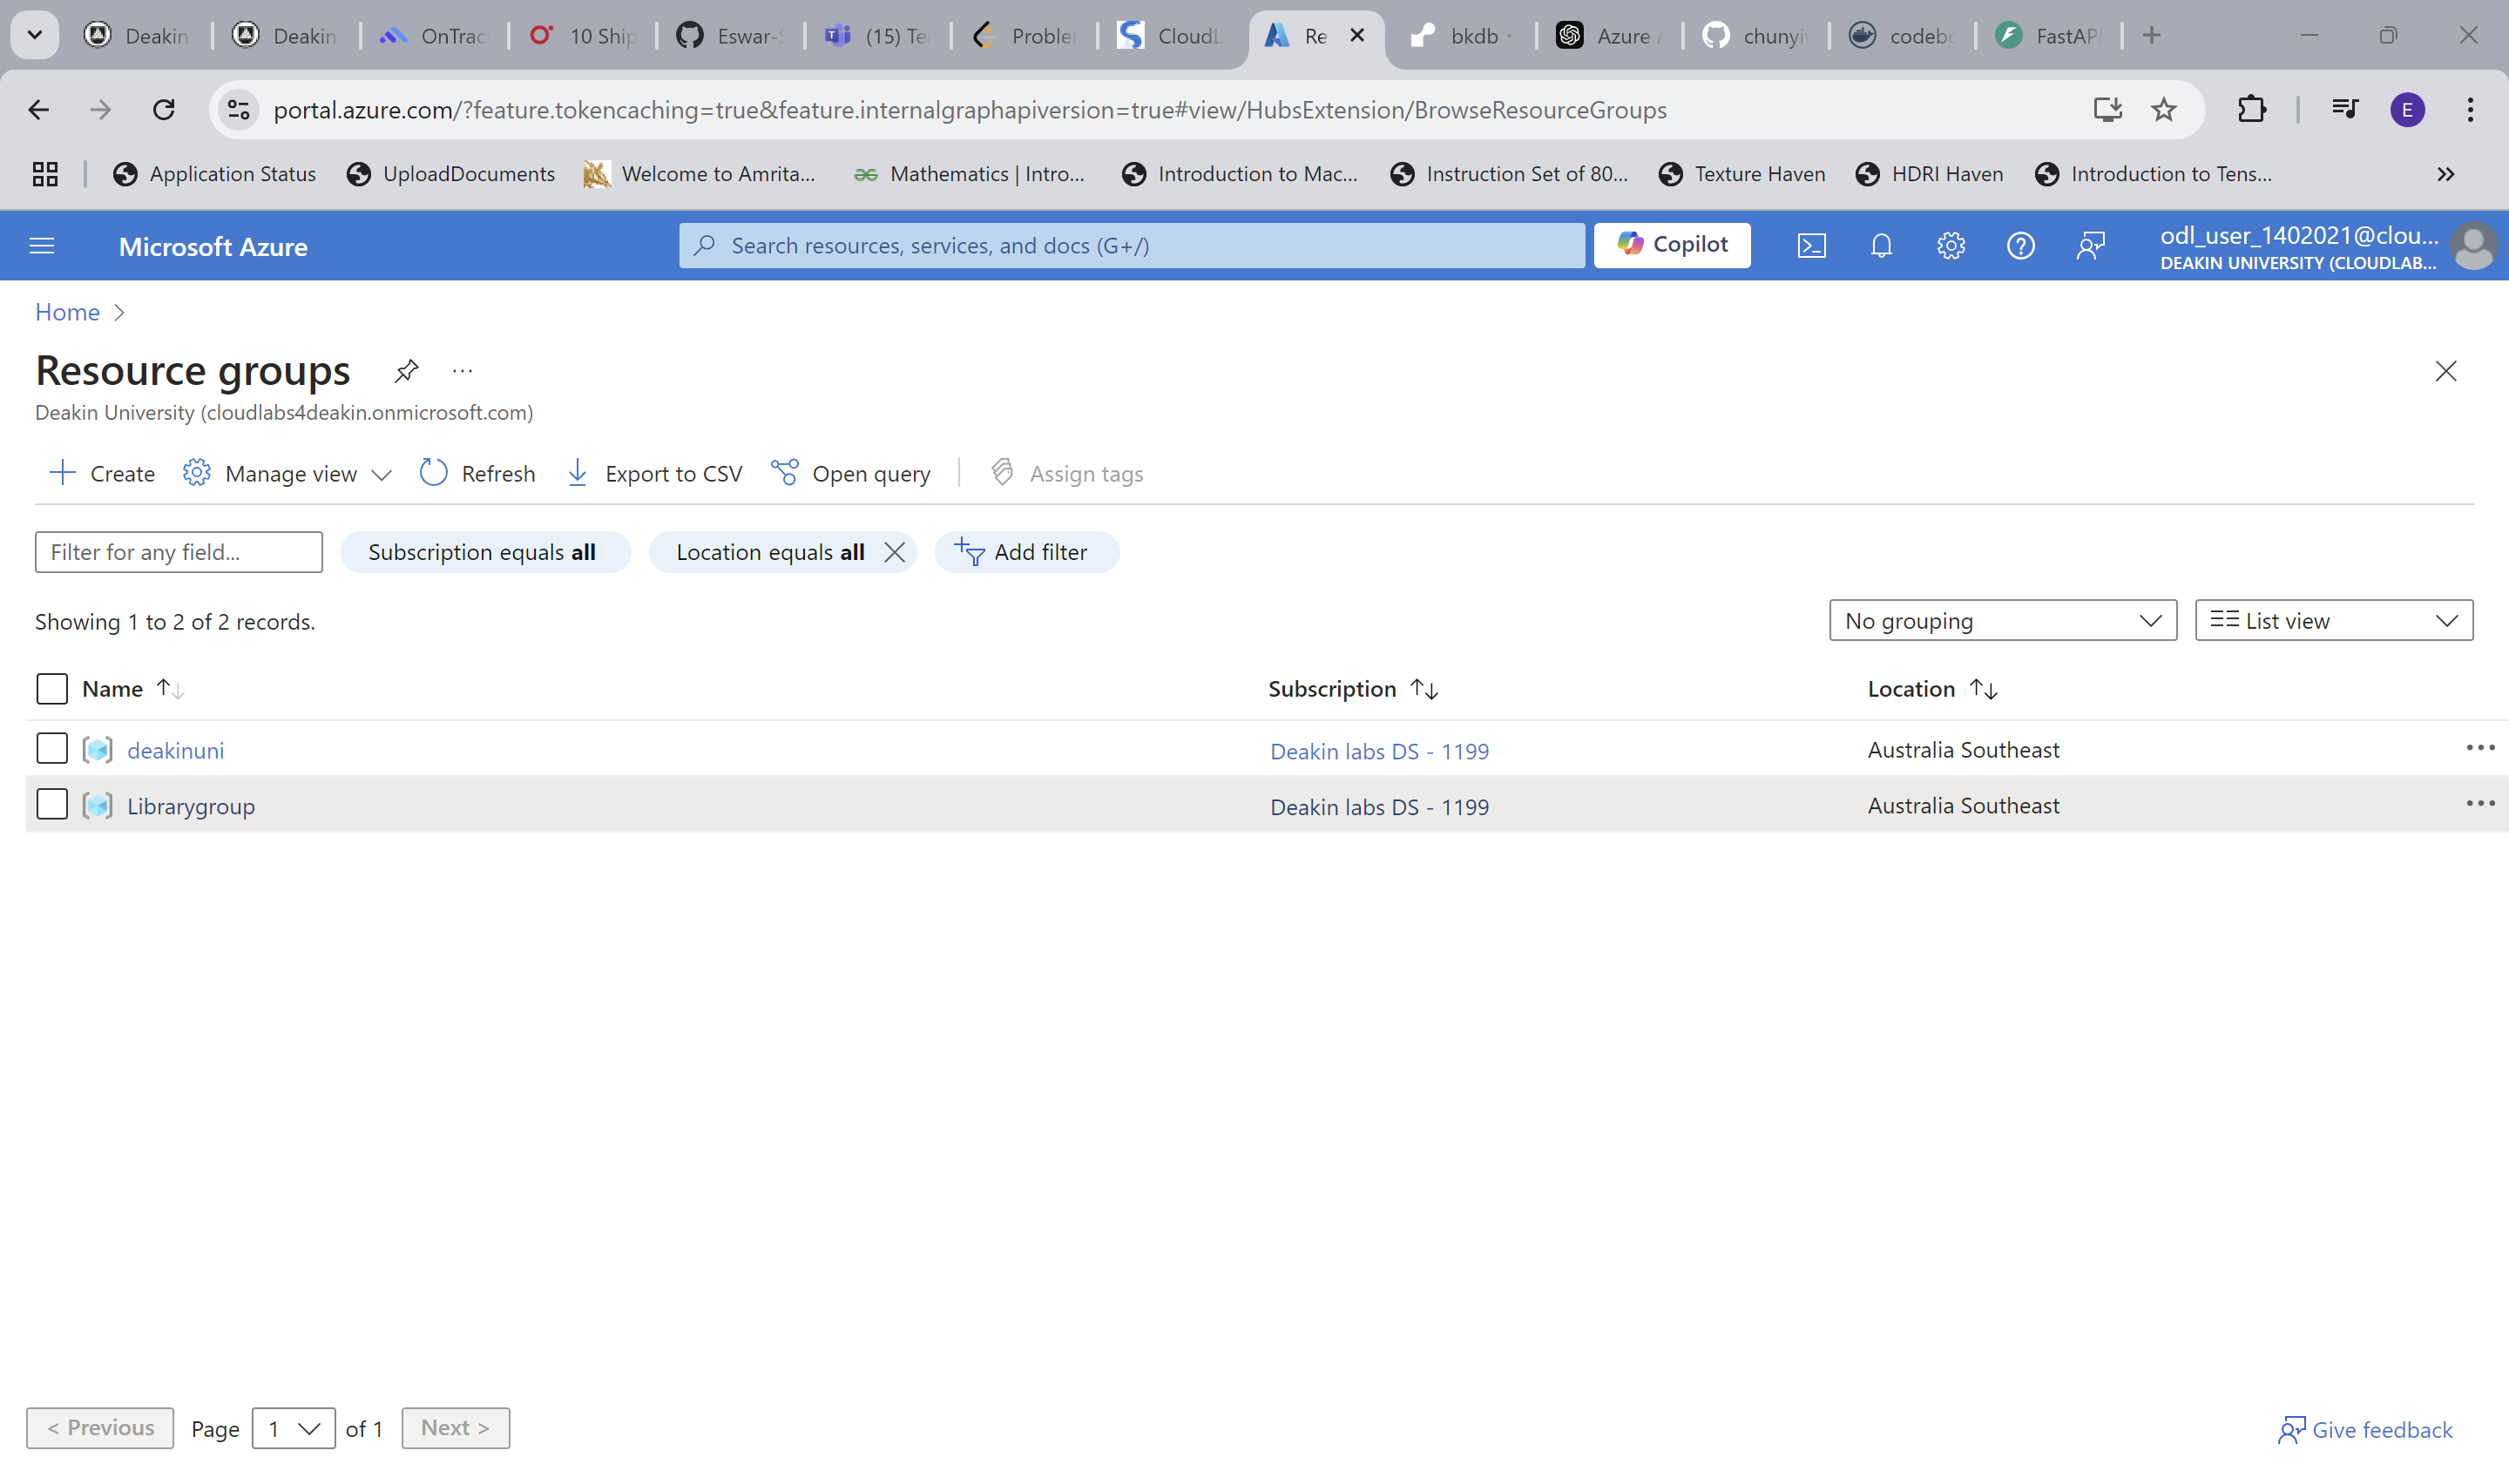 Deakin Deakin OnTrac 10 Ship Eswar-S (15) Te Problem CloudL Re bkdb Azure A chunyi codebo FastAP
portal.azure.com/?feature.tokencaching=true&feature.internalgraphapiversion=true#view/HubsExtension/BrowseResourceGroups
E
Application Status UploadDocuments Welcome to Amrita... Mathematics | Intro... Introduction to Mac... Instruction Set of 80... Texture Haven HDRI Haven Introduction to Tens...
Microsoft Azure Search resources, services, and docs (G+/) Copilot odl_user_1402021@clou...
DEAKIN UNIVERSITY (CLOUDLAB...
Home
Resource groups
Deakin University (cloudlabs4deakin.onmicrosoft.com)
Create Manage view Refresh Export to CSV Open query Assign tags
Filter for any field... Subscription equals all Location equals all Add filter
Showing 1 to 2 of 2 records. No grouping List view
Name Subscription Location
deakinuni Deakin labs DS - 1199 Australia Southeast
Librarygroup Deakin labs DS - 1199 Australia Southeast
< Previous Page 1 of 1 Next > Give feedback